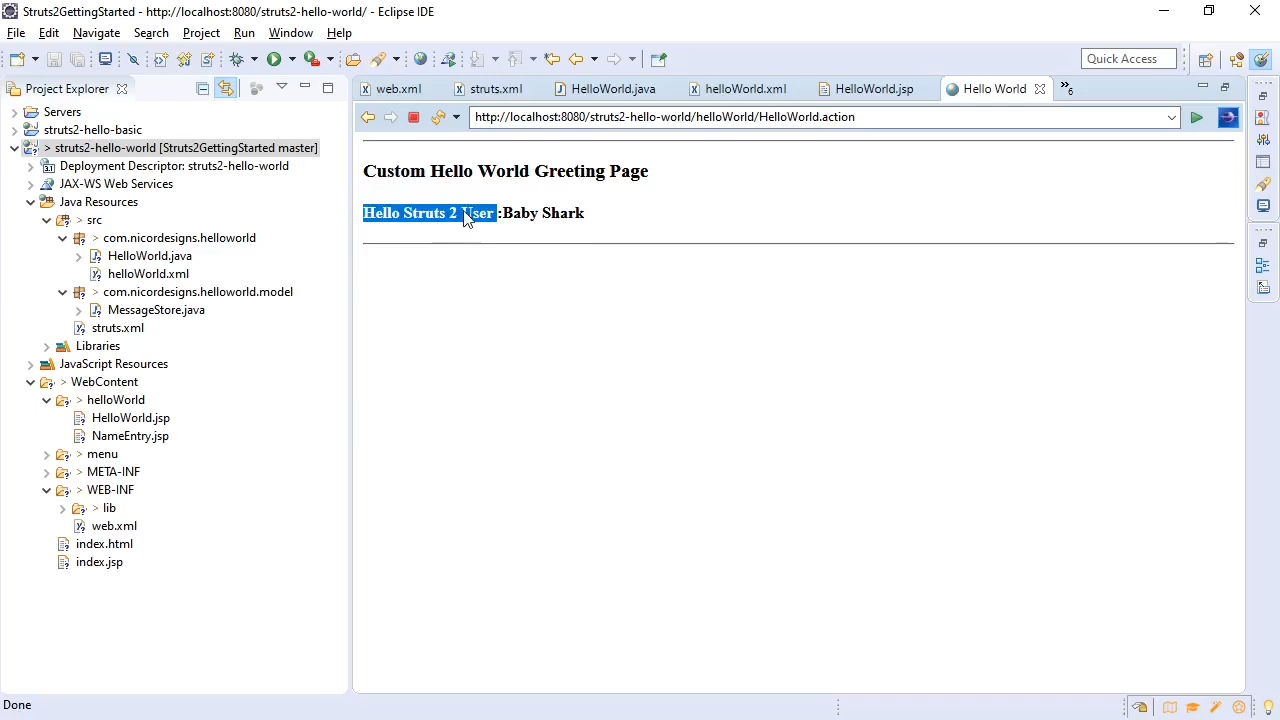 Struts2GettingStarted - http://localhost:8080/struts2-hello-world/ - Eclipse IDE
File Edit Navigate Search Project Run Window Help
Quick Access
Project Explorer
web.xml struts.xml HelloWorld.java helloWorld.xml HelloWorld.jsp Hello World »6
http://localhost:8080/struts2-hello-world/helloWorld/HelloWorld.action
Servers
struts2-hello-basic
> struts2-hello-world [Struts2GettingStarted master]
Deployment Descriptor: struts2-hello-world
JAX-WS Web Services
Java Resources
> src
> com.nicordesigns.helloworld
HelloWorld.java
helloWorld.xml
> com.nicordesigns.helloworld.model
MessageStore.java
struts.xml
Libraries
JavaScript Resources
> WebContent
> helloWorld
HelloWorld.jsp
NameEntry.jsp
> menu
> META-INF
> WEB-INF
> lib
web.xml
index.html
index.jsp
Custom Hello World Greeting Page
Hello Struts 2 User :Baby Shark
Done